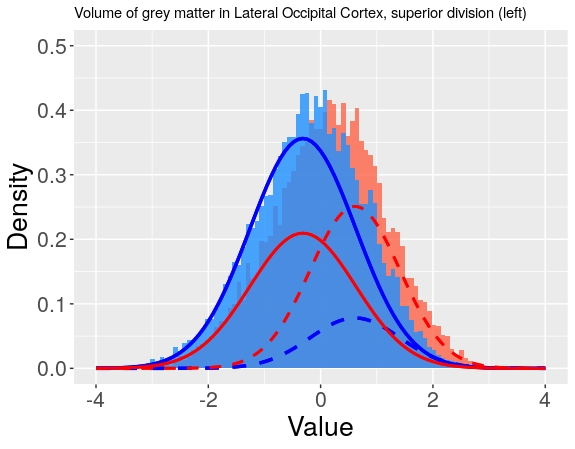 Volume of grey matter in Lateral Occipital Cortex, superior division (left)
0.5
0.4
0.3
0.2
0.1
0.0
Density
-4 -2 0 2 4
Value